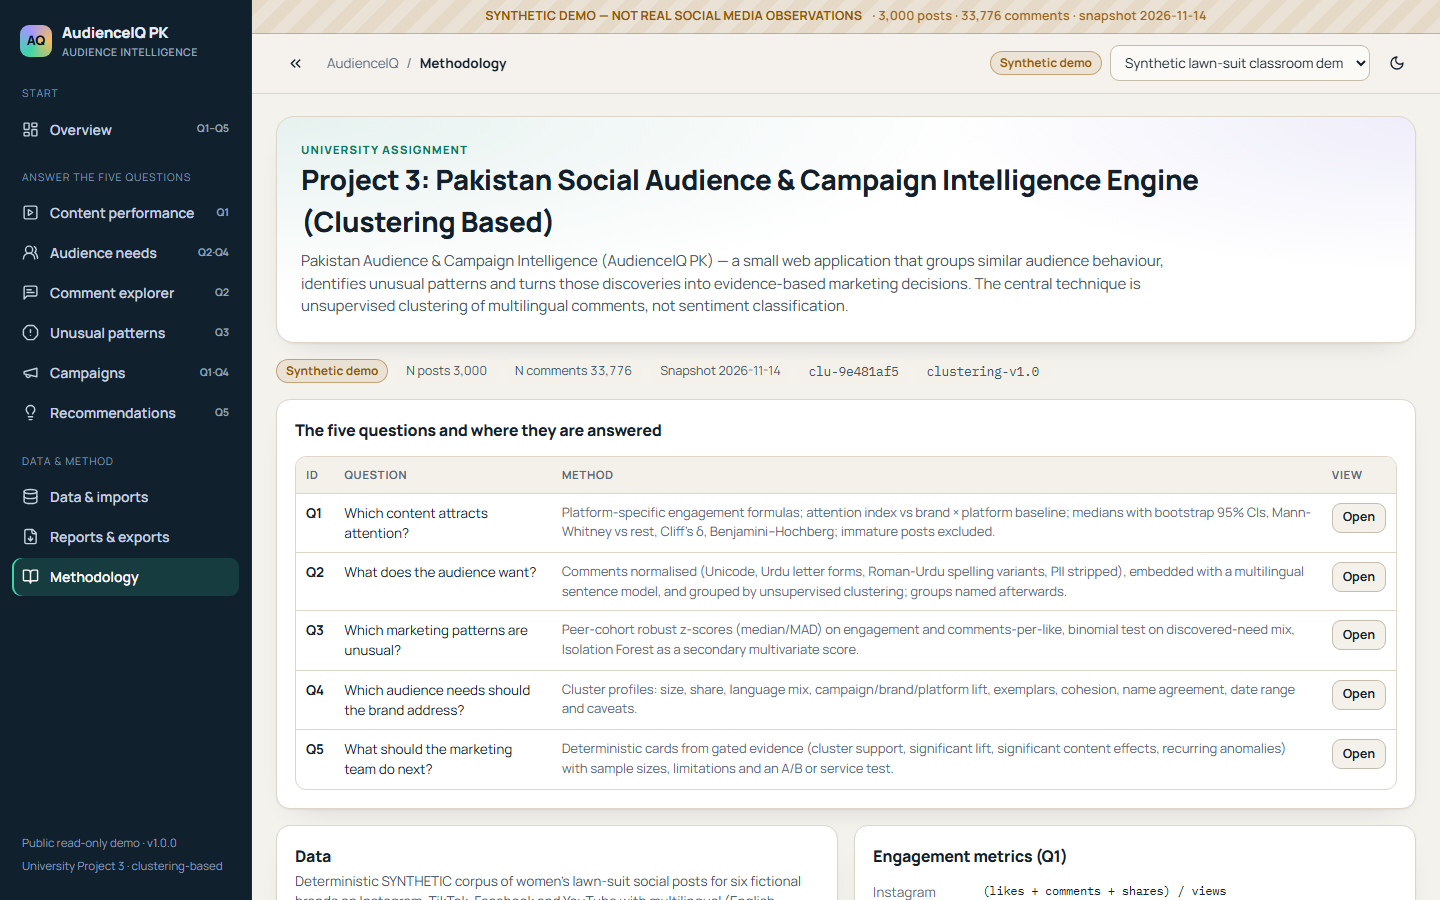 AQ
AudienceIQ PK
AUDIENCE INTELLIGENCE
START
Overview Q1–Q5
ANSWER THE FIVE QUESTIONS
Content performance Q1
Audience needs Q2·Q4
Comment explorer Q2
Unusual patterns Q3
Campaigns Q1·Q4
Recommendations Q5
DATA & METHOD
Data & imports
Reports & exports
Methodology
Public read-only demo · v1.0.0
University Project 3 · clustering-based
SYNTHETIC DEMO — NOT REAL SOCIAL MEDIA OBSERVATIONS · 3,000 posts · 33,776 comments · snapshot 2026-11-14
« AudienceIQ / Methodology
Synthetic demo
Synthetic lawn-suit classroom dem
UNIVERSITY ASSIGNMENT
Project 3: Pakistan Social Audience & Campaign Intelligence Engine
(Clustering Based)
Pakistan Audience & Campaign Intelligence (AudienceIQ PK) — a small web application that groups similar audience behaviour,
identifies unusual patterns and turns those discoveries into evidence-based marketing decisions. The central technique is
unsupervised clustering of multilingual comments, not sentiment classification.
Synthetic demo N posts 3,000 N comments 33,776 Snapshot 2026-11-14 clu-9e481af5 clustering-v1.0
The five questions and where they are answered
ID QUESTION METHOD VIEW
Q1 Which content attracts
attention?
Platform-specific engagement formulas; attention index vs brand × platform baseline; medians with bootstrap 95% CIs, Mann-
Whitney vs rest, Cliff's δ, Benjamini–Hochberg; immature posts excluded.
Open
Q2 What does the audience want?
Comments normalised (Unicode, Urdu letter forms, Roman-Urdu spelling variants, PII stripped), embedded with a multilingual
sentence model, and grouped by unsupervised clustering; groups named afterwards.
Open
Q3 Which marketing patterns are
unusual?
Peer-cohort robust z-scores (median/MAD) on engagement and comments-per-like, binomial test on discovered-need mix,
Isolation Forest as a secondary multivariate score.
Open
Q4 Which audience needs should
the brand address?
Cluster profiles: size, share, language mix, campaign/brand/platform lift, exemplars, cohesion, name agreement, date range
and caveats.
Open
Q5 What should the marketing
team do next?
Deterministic cards from gated evidence (cluster support, significant lift, significant content effects, recurring anomalies)
with sample sizes, limitations and an A/B or service test.
Open
Data
Deterministic SYNTHETIC corpus of women's lawn-suit social posts for six fictional
brands on Instagram, TikTok, Facebook and YouTube with multilingual (English,
Engagement metrics (Q1)
Instagram (likes + comments + shares) / views